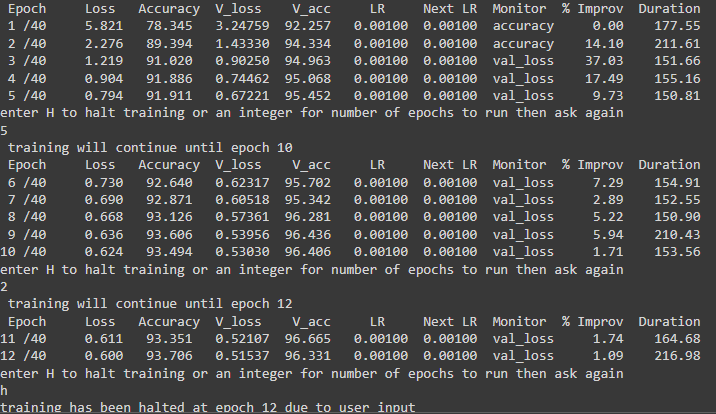 Epoch Loss Accuracy V_loss V_acc LR Next LR Monitor % Improv Duration
1 /40 5.821 78.345 3.24759 92.257 0.00100 0.00100 accuracy 0.00 177.55
2 /40 2.276 89.394 1.43330 94.334 0.00100 0.00100 accuracy 14.10 211.61
3 /40 1.219 91.020 0.90250 94.963 0.00100 0.00100 val_loss 37.03 151.66
4 /40 0.904 91.886 0.74462 95.068 0.00100 0.00100 val_loss 17.49 155.16
5 /40 0.794 91.911 0.67221 95.452 0.00100 0.00100 val_loss 9.73 150.81
enter H to halt training or an integer for number of epochs to run then ask again
5
training will continue until epoch 10
Epoch Loss Accuracy V_loss V_acc LR Next LR Monitor % Improv Duration
6 /40 0.730 92.640 0.62317 95.702 0.00100 0.00100 val_loss 7.29 154.91
7 /40 0.690 92.871 0.60518 95.342 0.00100 0.00100 val_loss 2.89 152.55
8 /40 0.668 93.126 0.57361 96.281 0.00100 0.00100 val_loss 5.22 150.90
9 /40 0.636 93.606 0.53956 96.436 0.00100 0.00100 val_loss 5.94 210.43
10 /40 0.624 93.494 0.53030 96.406 0.00100 0.00100 val_loss 1.71 153.56
enter H to halt training or an integer for number of epochs to run then ask again
2
training will continue until epoch 12
Epoch Loss Accuracy V_loss V_acc LR Next LR Monitor % Improv Duration
11 /40 0.611 93.351 0.52107 96.665 0.00100 0.00100 val_loss 1.74 164.68
12 /40 0.600 93.706 0.51537 96.331 0.00100 0.00100 val_loss 1.09 216.98
enter H to halt training or an integer for number of epochs to run then ask again
h
training has been halted at epoch 12 due to user input